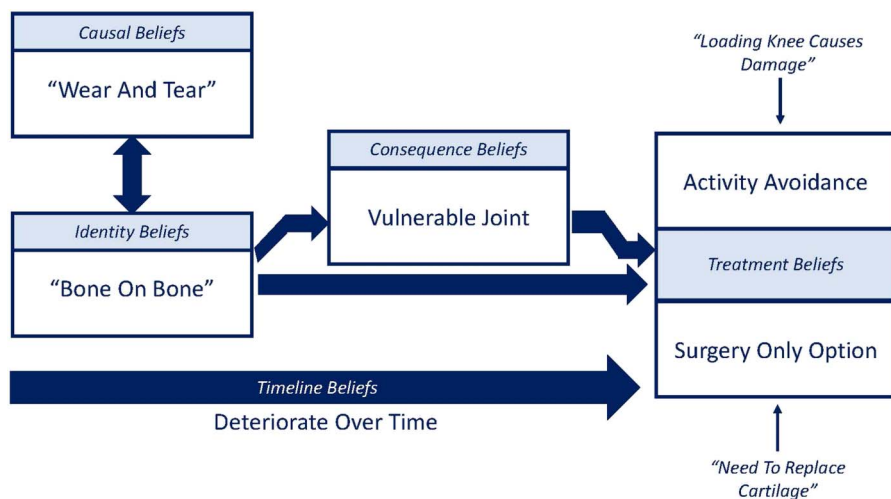 Causal Beliefs
“Wear And Tear”
Identity Beliefs
“Bone On Bone”
Consequence Beliefs
Vulnerable Joint
“Loading Knee Causes
Damage”
Activity Avoidance
Treatment Beliefs
Surgery Only Option
“Need To Replace
Cartilage”
Timeline Beliefs
Deteriorate Over Time